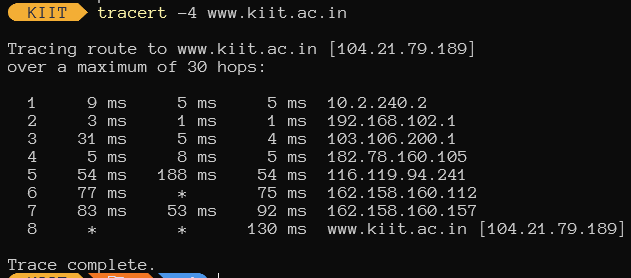 KIIT tracert -4 www.kiit.ac.in
Tracing route to www.kiit.ac.in [104.21.79.189]
over a maximum of 30 hops:
1 9 ms 5 ms 5 ms 10.2.240.2
2 3 ms 1 ms 1 ms 192.168.102.1
3 31 ms 5 ms 4 ms 103.106.200.1
4 5 ms 8 ms 5 ms 182.78.160.105
5 54 ms 188 ms 54 ms 116.119.94.241
6 77 ms * 75 ms 162.158.160.112
7 83 ms 53 ms 92 ms 162.158.160.157
8 * * 130 ms www.kiit.ac.in [104.21.79.189]
Trace complete.